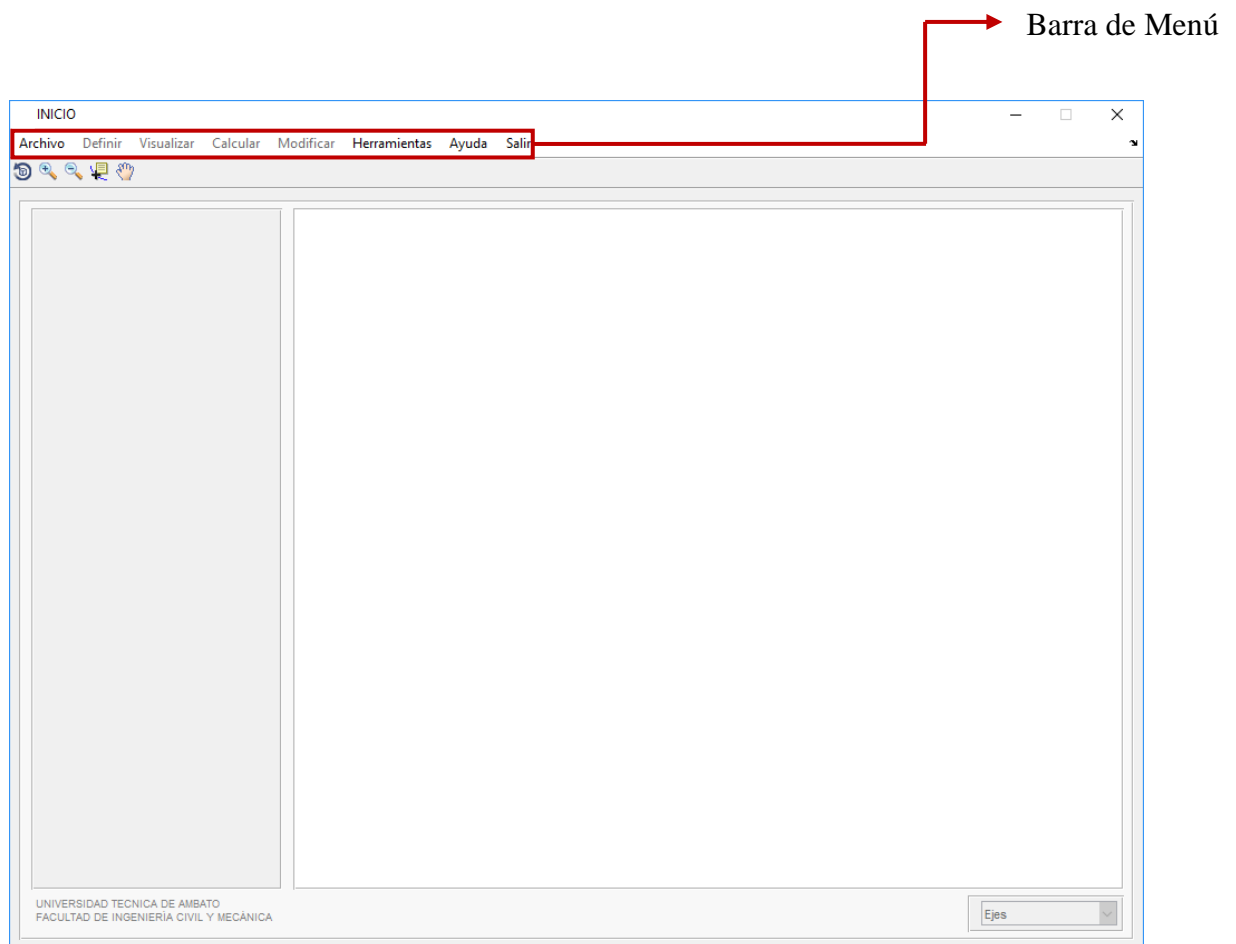 Barra de Menú
INICIO
Archivo Definir Visualizar Calcular Modificar Herramientas Ayuda Salir
UNIVERSIDAD TECNICA DE AMBATO
FACULTAD DE INGENIERÍA CIVIL Y MECÁNICA
Ejes